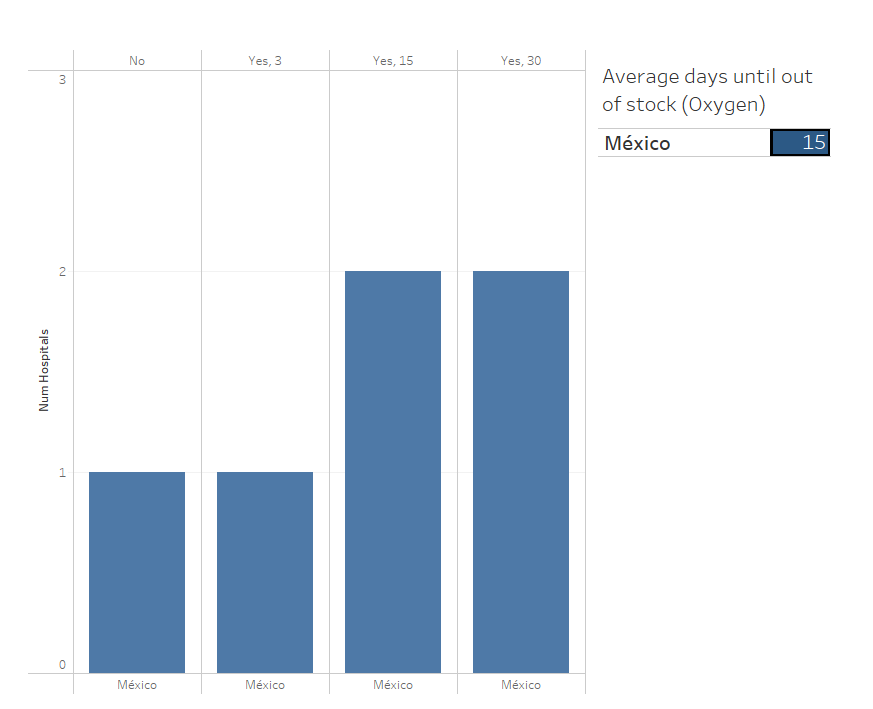 No
Yes, 3
Yes, 15
Yes, 30
3
2
1
0
Num Hospitals
México
México
México
México
Average days until out
of stock (Oxygen)
México 15